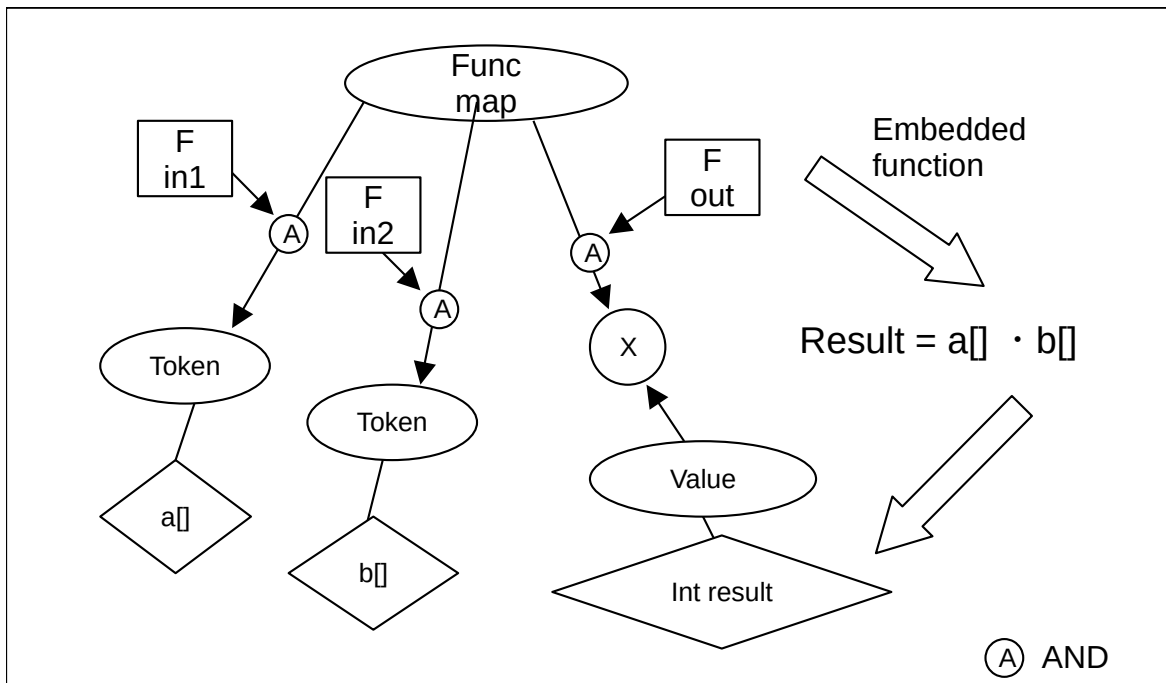 Func
map
F
in1
F
in2
F
out
Embedded
function
A
A
A
Token
Token
X
Result = a[] ・b[]
Value
a[]
b[]
Int result
A AND